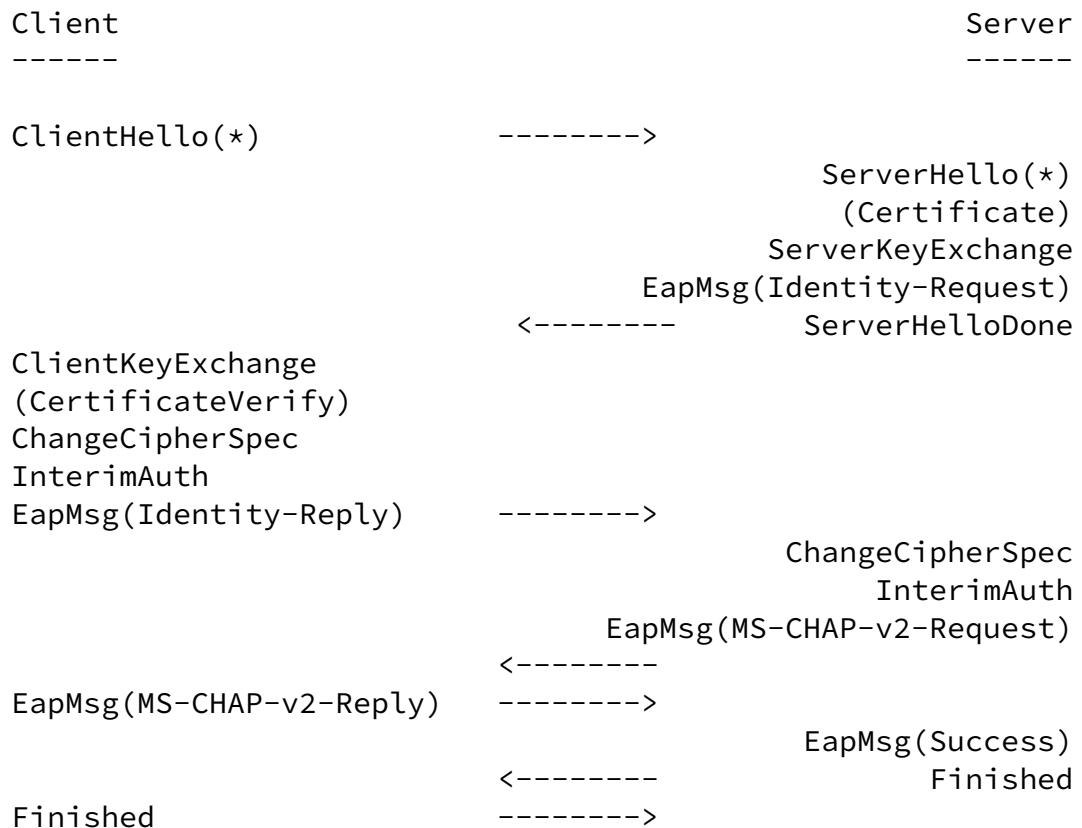 Client                                               Server
------                                               ------

ClientHello(*)             -------->
                                             ServerHello(*)
                                              (Certificate)
                                          ServerKeyExchange
                                   EapMsg(Identity-Request)
                            <--------       ServerHelloDone
ClientKeyExchange
(CertificateVerify)
ChangeCipherSpec
InterimAuth
EapMsg(Identity-Reply)     -------->
                                           ChangeCipherSpec
                                                InterimAuth
                                 EapMsg(MS-CHAP-v2-Request)
                           <--------
EapMsg(MS-CHAP-v2-Reply)   -------->
                                            EapMsg(Success)
                           <--------               Finished
Finished                   -------->